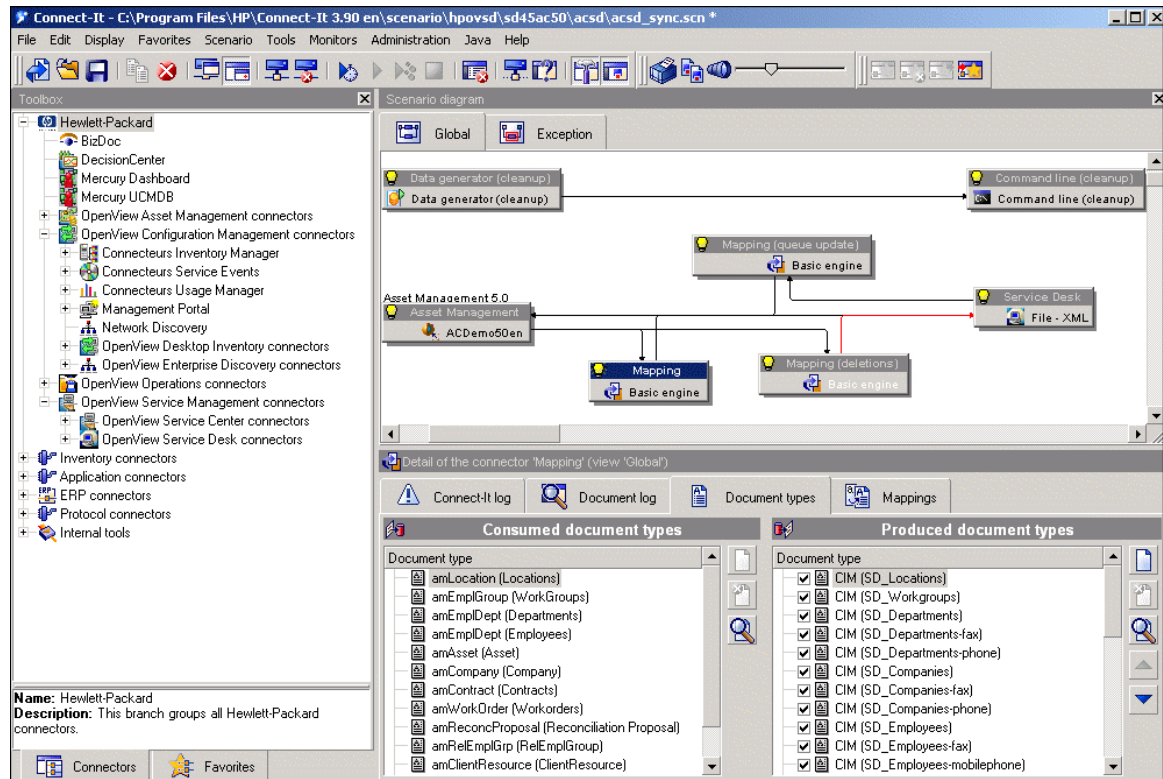 Connect-It - C:\Program Files\HP\Connect-It 3.90 en\scenario\hpovsd\sd45ac50\acsd\acsd_sync.scn *
File Edit Display Favorites Scenario Tools Monitors Administration Java Help
Toolbox
Hewlett-Packard
BizDoc
DecisionCenter
Mercury Dashboard
Mercury UCMDB
OpenView Asset Management connectors
OpenView Configuration Management connectors
Connecteurs Inventory Manager
Connecteurs Service Events
Connecteurs Usage Manager
Management Portal
Network Discovery
OpenView Desktop Inventory connectors
OpenView Enterprise Discovery connectors
OpenView Operations connectors
OpenView Service Management connectors
OpenView Service Center connectors
OpenView Service Desk connectors
Inventory connectors
Application connectors
ERP connectors
Protocol connectors
Internal tools
Name: Hewlett-Packard
Description: This branch groups all Hewlett-Packard
connectors.
Connectors Favorites
Scenario diagram
Global Exception
Data generator (cleanup)
Data generator (cleanup)
Command line (cleanup)
Command line (cleanup)
Mapping (queue update)
Basic engine
Asset Management 5.0
Asset Management
ACDemo50en
Service Desk
File - XML
Mapping
Basic engine
Mapping (deletions)
Basic engine
Detail of the connector 'Mapping' (view 'Global')
Connect-It log Document log Document types Mappings
Consumed document types
Document type
amLocation (Locations)
amEmplGroup (WorkGroups)
amEmplDept (Departments)
amEmplDept (Employees)
amAsset (Asset)
amCompany (Company)
amContract (Contracts)
amWorkOrder (Workorders)
amReconcProposal (Reconciliation Proposal)
amRelEmplGrp (RelEmplGroup)
amClientResource (ClientResource)
Produced document types
Document type
CIM (SD_Locations)
CIM (SD_Workgroups)
CIM (SD_Departments)
CIM (SD_Departments-fax)
CIM (SD_Departments-phone)
CIM (SD_Companies)
CIM (SD_Companies-fax)
CIM (SD_Companies-phone)
CIM (SD_Employees)
CIM (SD_Employees-fax)
CIM (SD_Employees-mobilephone)